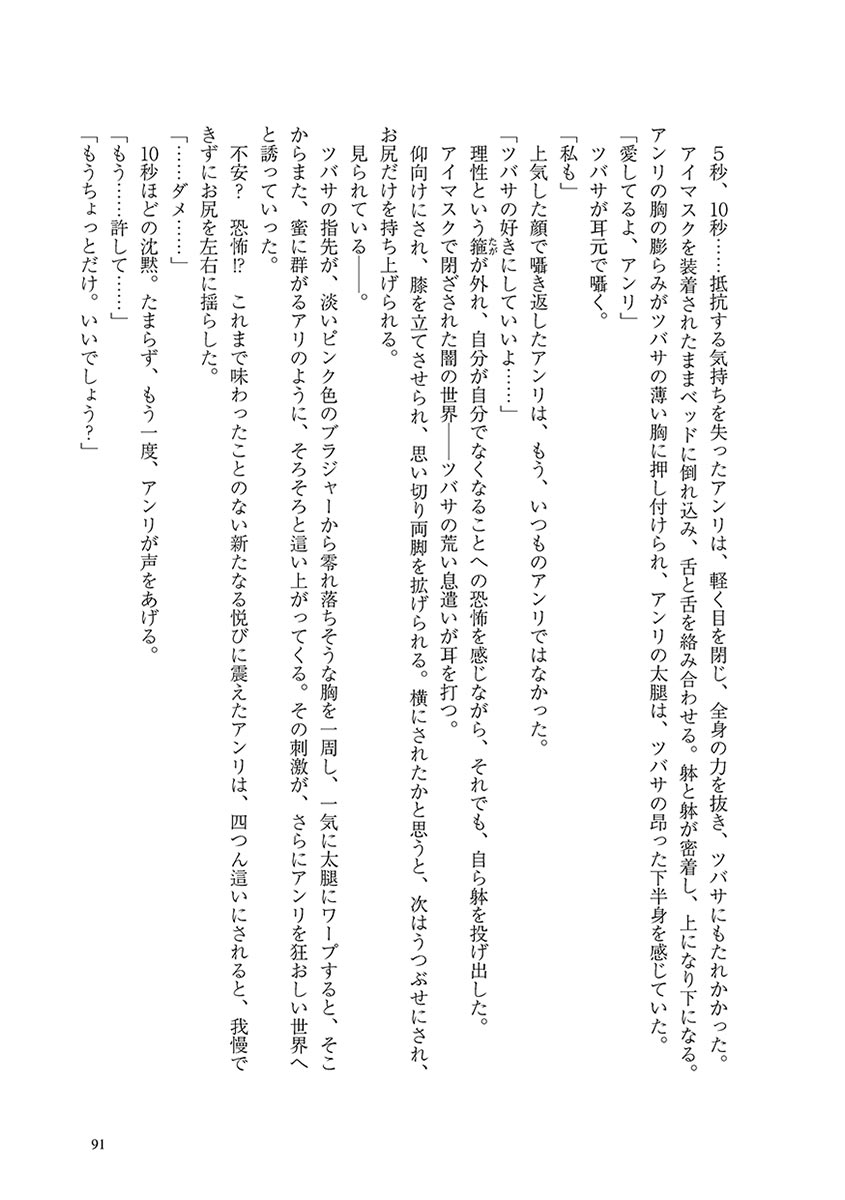 ５秒、10秒……抵抗する気持ちを失ったアンリは、軽く目を閉じ、全身の力を抜き、ツバサにもたれかかった。
アイマスクを装着されたままベッドに倒れ込み、舌と舌を絡み合わせる。躰と躰が密着し、上になり下になる。
アンリの胸の膨らみがツバサの薄い胸に押し付けられ、アンリの太腿は、ツバサの昂った下半身を感じていた。
「愛してるよ、アンリ」
ツバサが耳元で囁く。
「私も」
上気した顔で囁き返したアンリは、もう、いつものアンリではなかった。
「ツバサの好きにしていいよ……」
理性という箍が外れ、自分が自分でなくなることへの恐怖を感じながら、それでも、自ら躰を投げ出した。
たが
アイマスクで閉ざされた闇の世界――ツバサの荒い息遣いが耳を打つ。
仰向けにされ、膝を立てさせられ、思い切り両脚を拡げられる。横にされたかと思うと、次はうつぶせにされ、
お尻だけを持ち上げられる。
見られている――。
ツバサの指先が、淡いピンク色のブラジャーから零れ落ちそうな胸を一周し、一気に太腿にワープすると、そこ
からまた、蜜に群がるアリのように、そろそろと這い上がってくる。その刺激が、さらにアンリを狂おしい世界へ
と誘っていった。
不安？　恐怖⁉　これまで味わったことのない新たなる悦びに震えたアンリは、四つん這いにされると、我慢で
きずにお尻を左右に揺らした。
「……ダメ……」
10秒ほどの沈黙。たまらず、もう一度、アンリが声をあげる。
「もう……許して……」
「もうちょっとだけ。いいでしょう？」
91